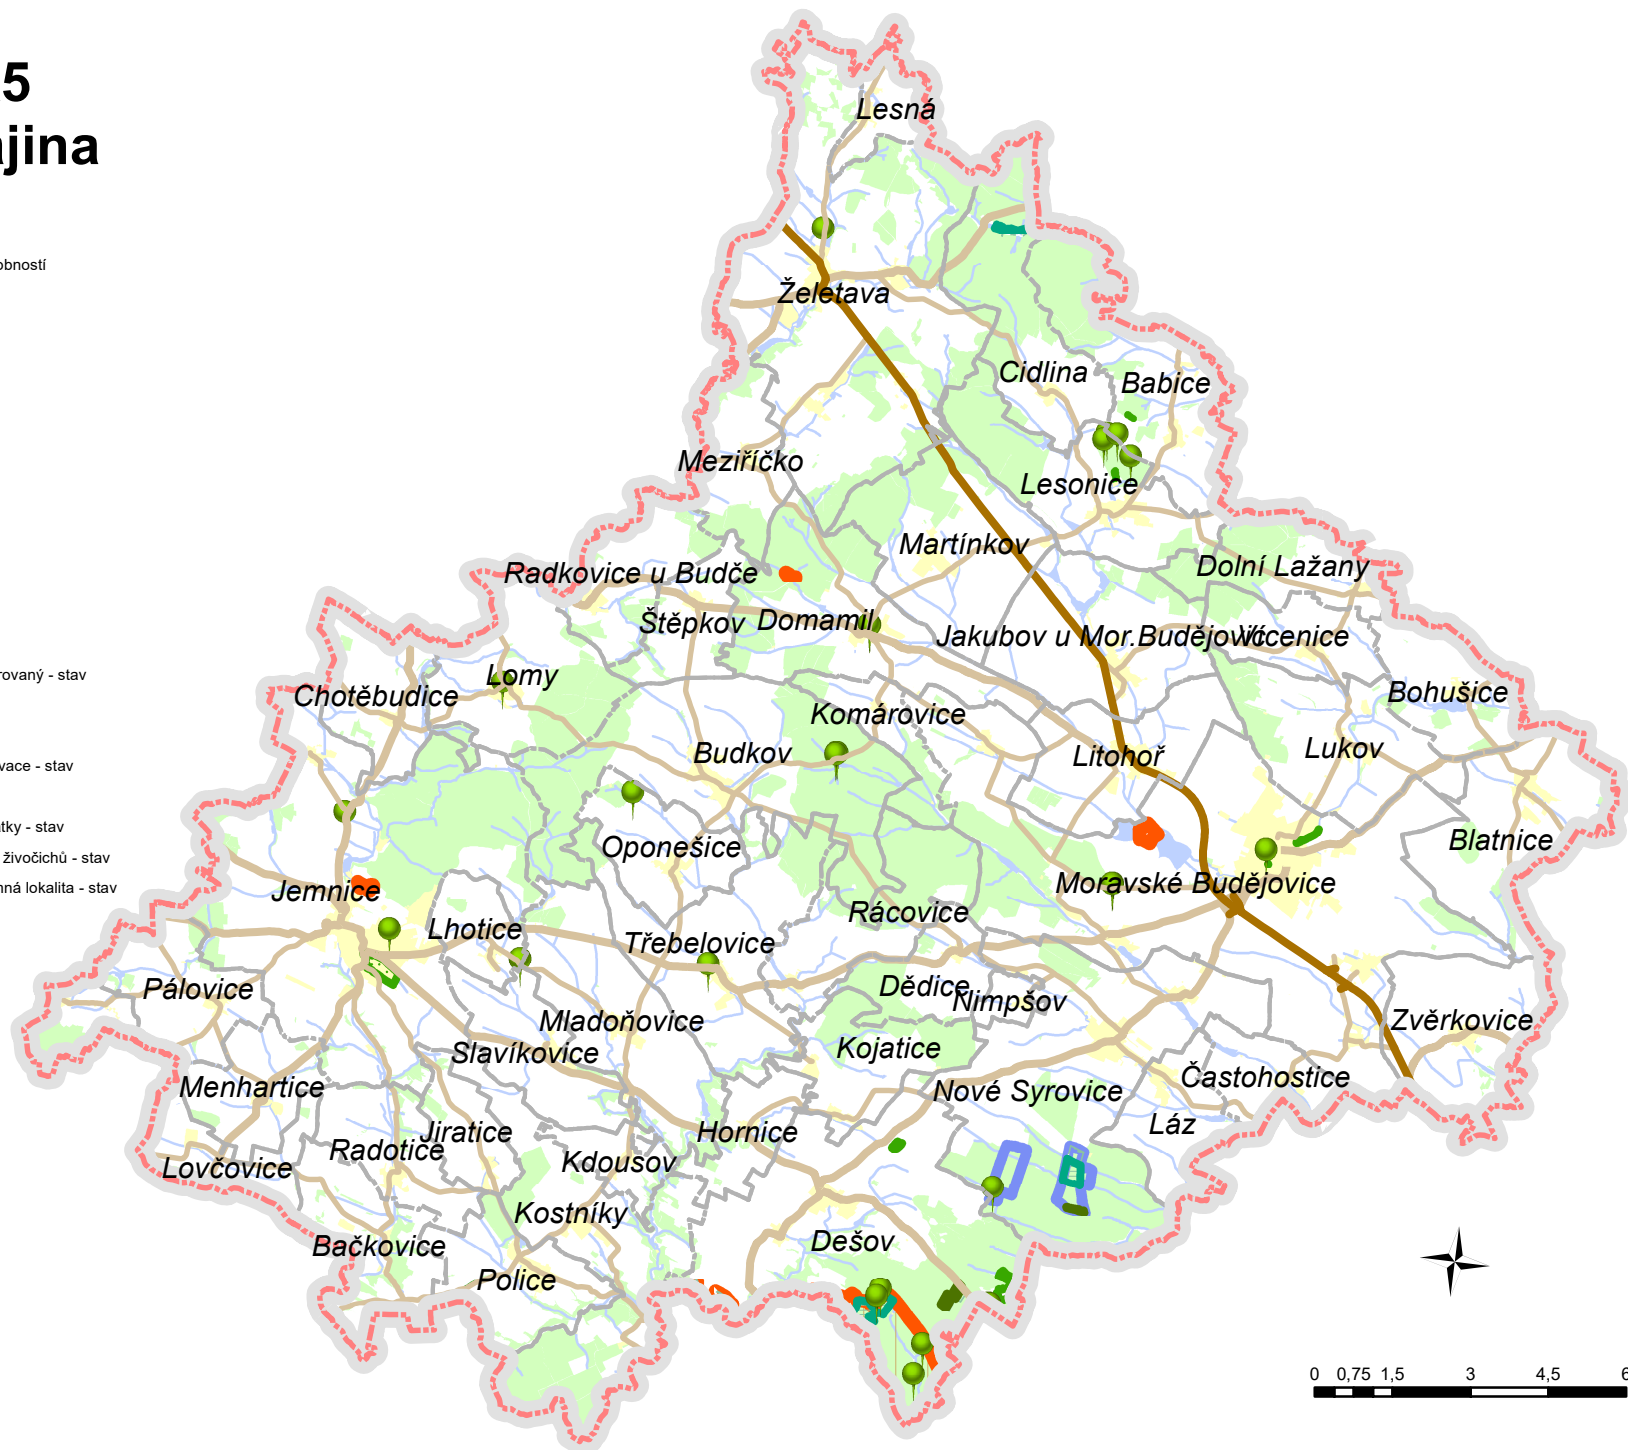 5
ajina
obností
rovaný - stav
vace - stav
tky - stav
živočichů - stav
nná lokalita - stav
Lesná
Želetava
Cidlina
Babice
Meziříčko
Lesonice
Martínkov
Dolní Lažany
Radkovice u Budče
Štěpkov
Domamil
Jakubov u Mor.Budějovic
Vícenice
Lomy
Chotěbudice
Bohušice
Komárovice
Budkov
Litohoř
Lukov
Oponešice
Blatnice
Jemnice
Moravské Budějovice
Rácovice
Lhotice
Třebelovice
Pálovice
Dědice
Nimpšov
Mladoňovice
Zvěrkovice
Slavíkovice
Kojatice
Menhartice
Častohostice
Nové Syrovice
Láz
Jiratice
Hornice
Radotice
Kdousov
Lovčovice
Kostníky
Dešov
Bačkovice
Police
0 0,75 1,5 3 4,5 6